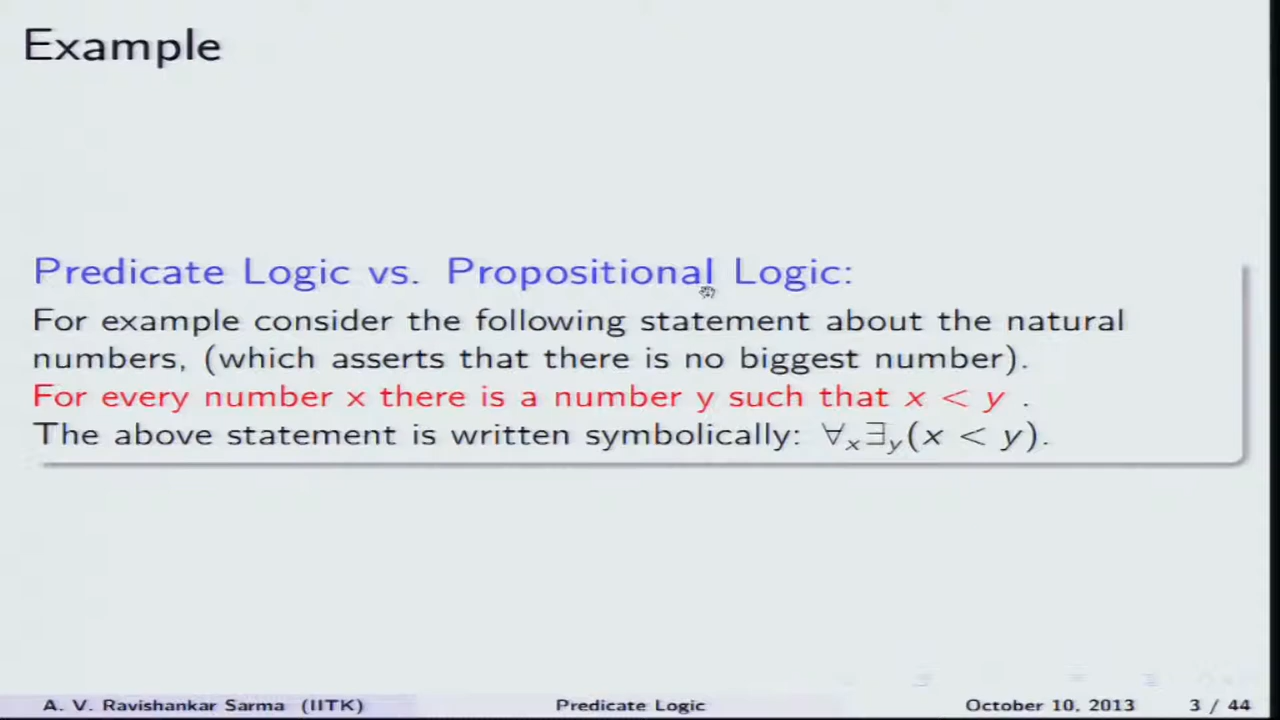 Example
Predicate Logic vs. Propositional Logic:
For example consider the following statement about the natural
numbers, (which asserts that there is no biggest number).
For every number x there is a number y such that x < y .
The above statement is written symbolically: ∀ₓ∃ᵧ(x < y).
A. V. Ravishankar Sarma (IITK) Predicate Logic October 10, 2013 3 / 44